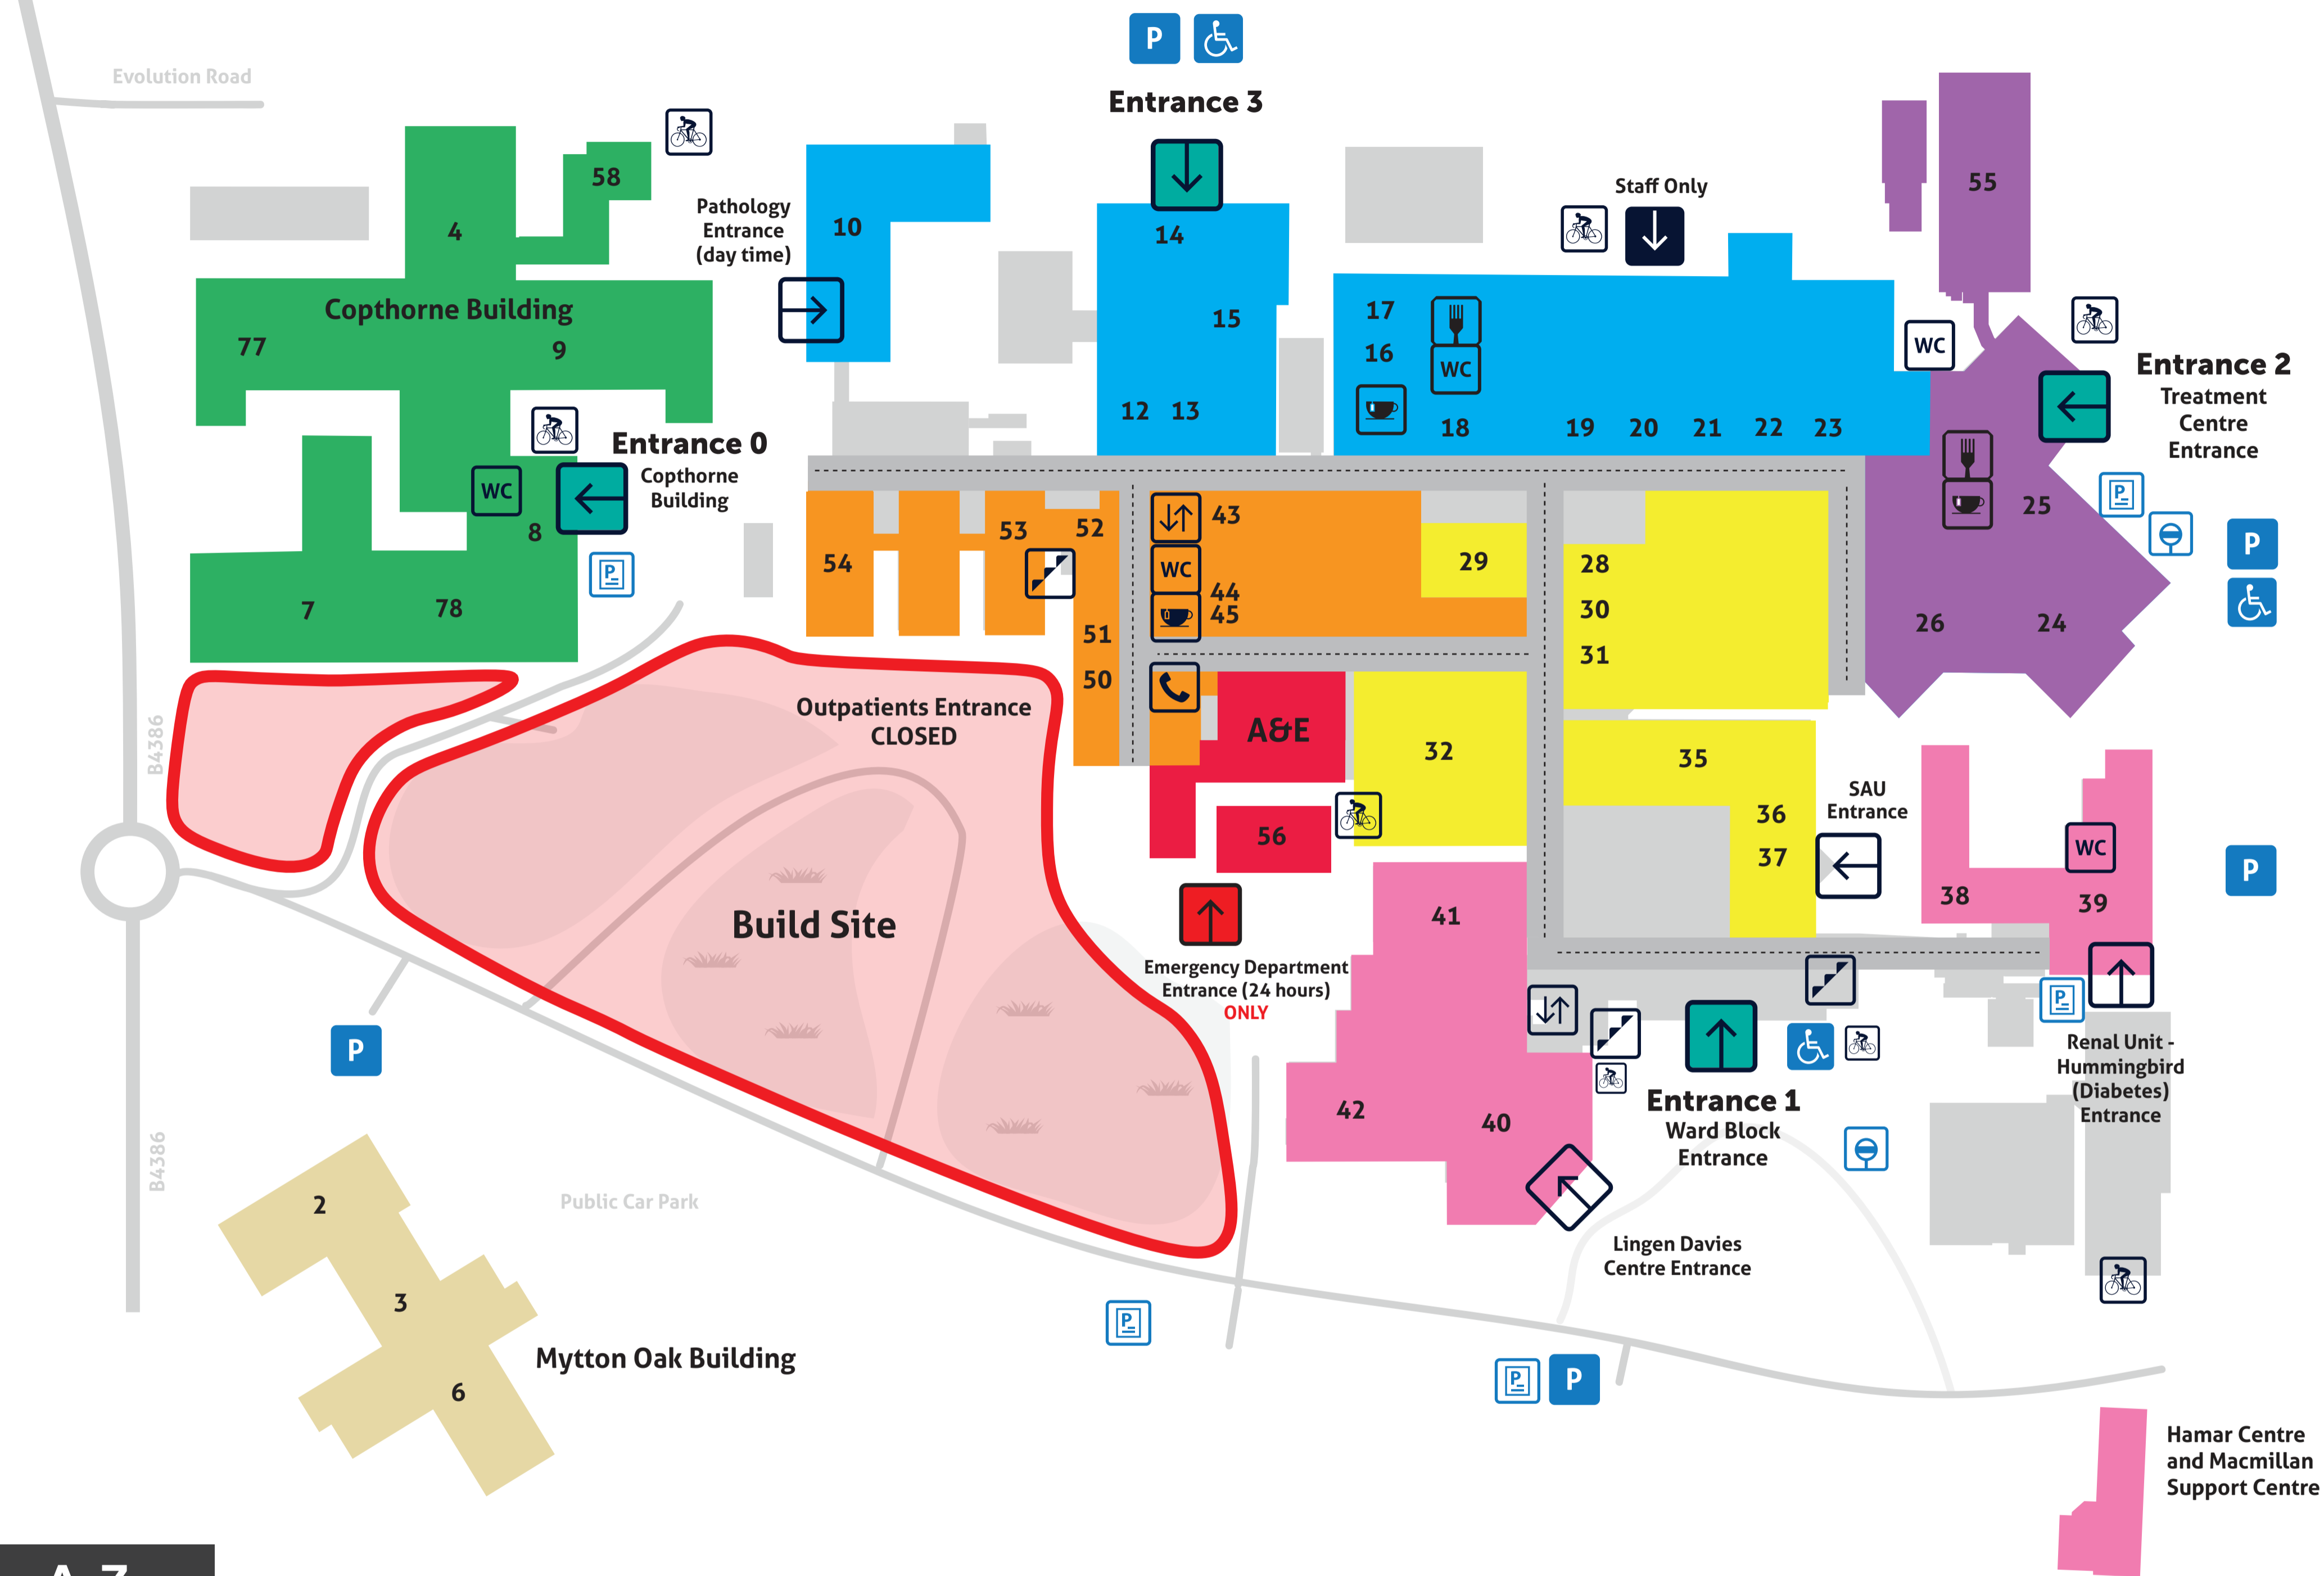 P
Entrance 3
Evolution Road
58
4
Pathology
Entrance
(day time)
10
14
Staff Only
55
Copthorne Building
77
9
15
17
16
WC
12
13
18
19
20
21
22
23
WC
Entrance 2
Treatment
Centre
Entrance
Entrance 0
Copthorne
Building
WC
8
P
7
78
54
53
52
51
50
43
WC
44
45
29
28
30
31
25
26
24
P
P
Outpatients Entrance
CLOSED
A&E
32
56
35
36
37
SAU
Entrance
38
WC
39
P
B4386
Build Site
Emergency Department
Entrance (24 hours)
ONLY
41
42
40
P
Entrance 1
Ward Block
Entrance
P
Renal Unit -
Hummingbird
(Diabetes)
Entrance
B4386
Public Car Park
2
3
6
Mytton Oak Building
Lingen Davies
Centre Entrance
P
P
P
Hamar Centre
and Macmillan
Support Centre
A-Z